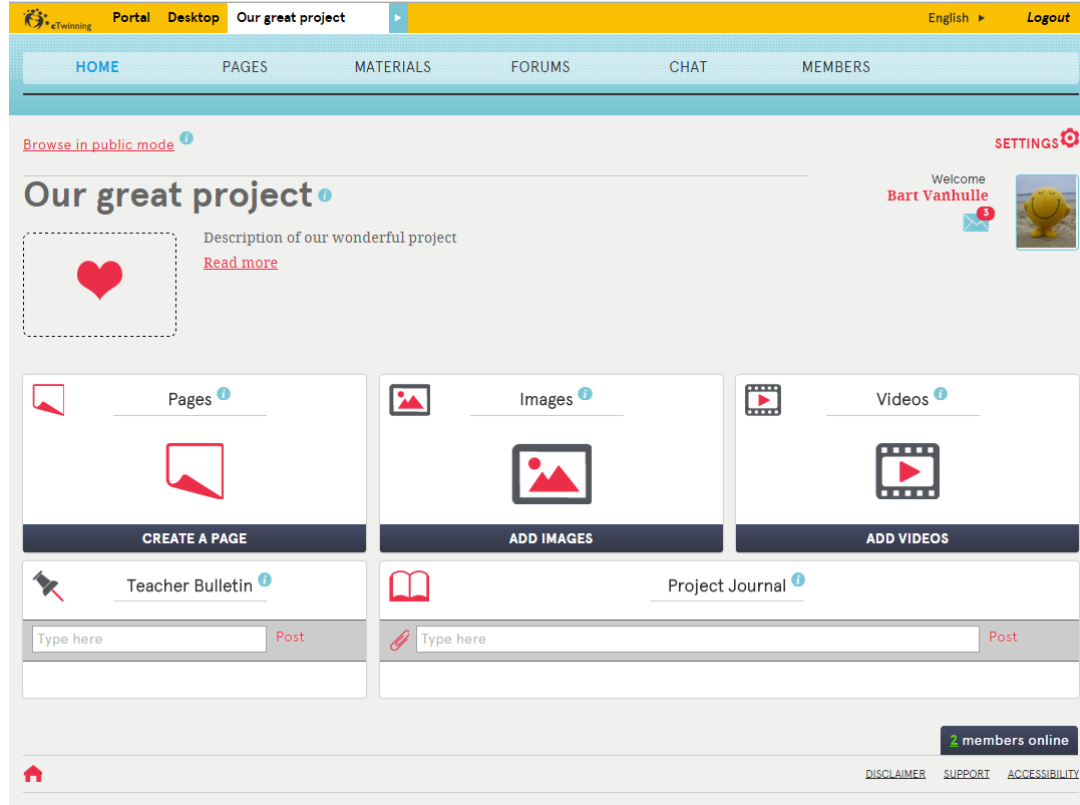 eTwinning Portal Desktop Our great project English Logout
HOME PAGES MATERIALS FORUMS CHAT MEMBERS
Browse in public mode i SETTINGS
Our great project i
Welcome
Bart Vanhulle
3
Description of our wonderful project
Read more
Pages i Images i Videos i
CREATE A PAGE ADD IMAGES ADD VIDEOS
Teacher Bulletin i Project Journal i
Type here Post Type here Post
2 members online
DISCLAIMER SUPPORT ACCESSIBILITY